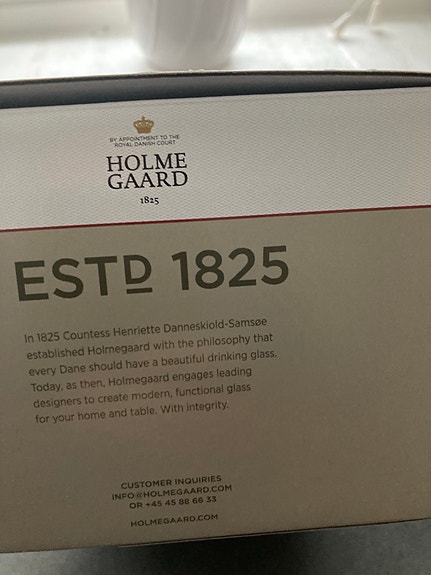 BY APPOINTMENT TO THE
ROYAL DANISH COURT
HOLME
GAARD
1825
ESTD 1825
In 1825 Countess Henriette Danneskiold-Samsøe
established Holmegaard with the philosophy that
every Dane should have a beautiful drinking glass.
Today, as then, Holmegaard engages leading
designers to create modern, functional glass
for your home and table. With integrity.
CUSTOMER INQUIRIES
INFO@HOLMEGAARD.COM
OR +45 45 88 66 33
HOLMEGAARD.COM